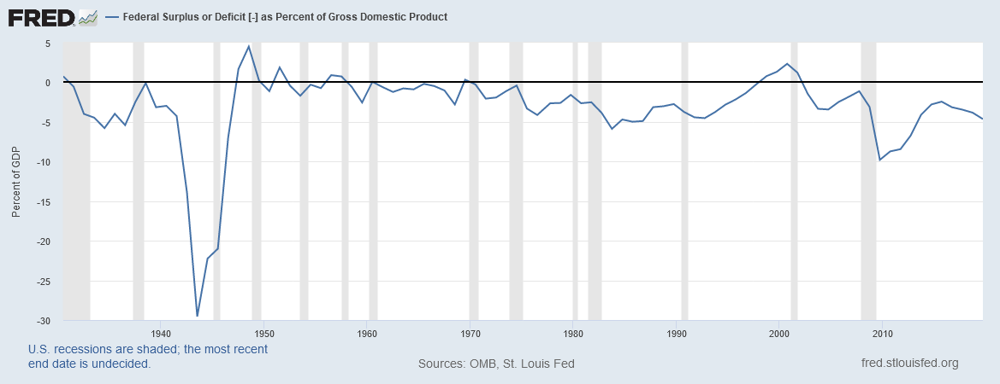 FRED
Federal Surplus or Deficit [-] as Percent of Gross Domestic Product
Percent of GDP
5
0
-5
-10
-15
-20
-25
-30
1940 1950 1960 1970 1980 1990 2000 2010
U.S. recessions are shaded; the most recent
end date is undecided.
Sources: OMB, St. Louis Fed
fred.stlouisfed.org